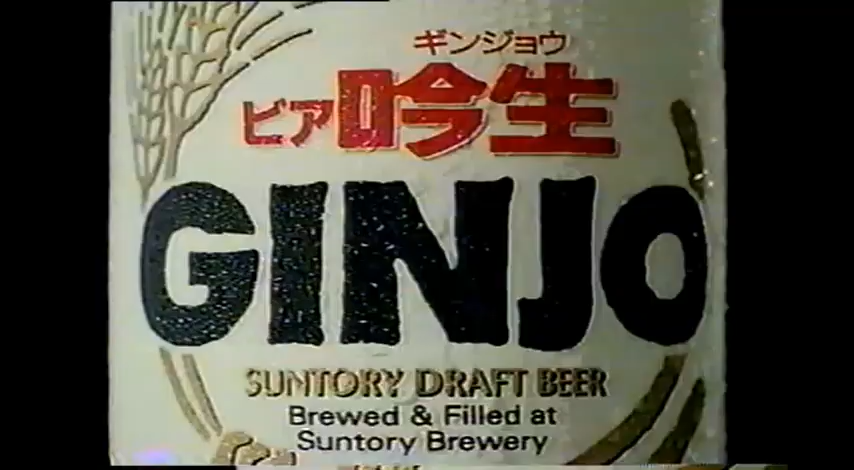 ギンジョウ
ビア吟生
GINJO
SUNTORY DRAFT BEER
Brewed & Filled at
Suntory Brewery